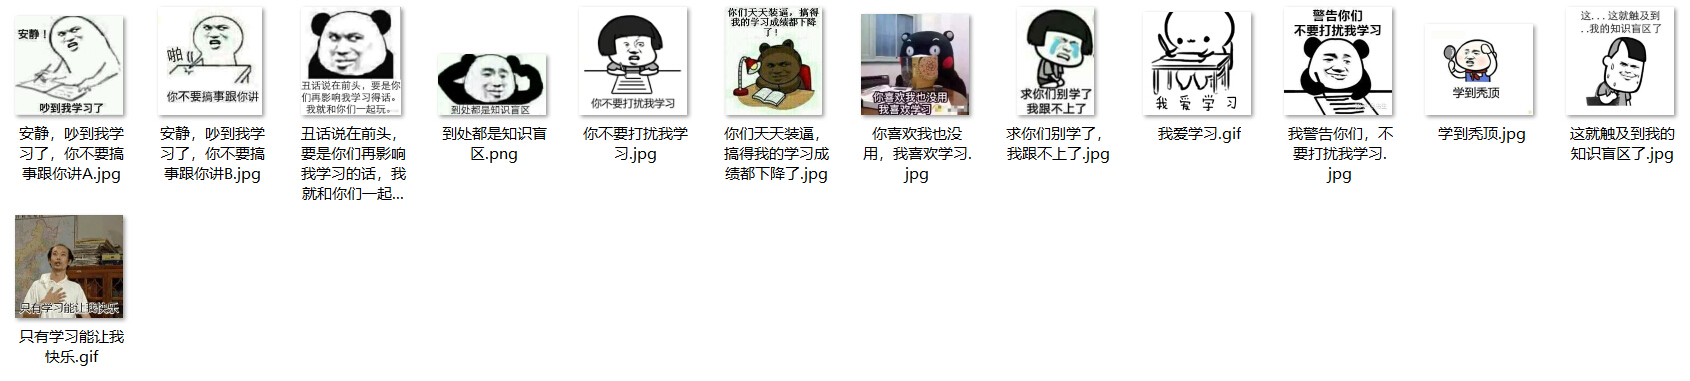 安静！
吵到我学习了
安静，吵到我学
习了，你不要搞
事跟你讲A.jpg
啪
你不要搞事跟你讲
安静，吵到我学
习了，你不要搞
事跟你讲B.jpg
丑话说在前头，要是你
们再影响我学习得话。
我就和你们一起玩。
丑话说在前头，
要是你们再影响
我学习的话，我
就和你们一起...
到处都是知识盲区
到处都是知识盲
区.png
你不要打扰我学习
你不要打扰我学
习.jpg
你们天天装逼，搞得
我的学习成绩都下降
了！
你们天天装逼，
搞得我的学习成
绩都下降了.jpg
你喜欢我也没用
我喜欢学习
你喜欢我也没
用，我喜欢学习.
jpg
求你们别学了
我跟不上了
求你们别学了，
我跟不上了.jpg
我爱学习
我爱学习.gif
警告你们
不要打扰我学习
我警告你们，不
要打扰我学习.
jpg
学到秃顶
学到秃顶.jpg
这...这就触及到
..我的知识盲区了
这就触及到我的
知识盲区了.jpg
只有学习能让我快乐
只有学习能让我
快乐.gif